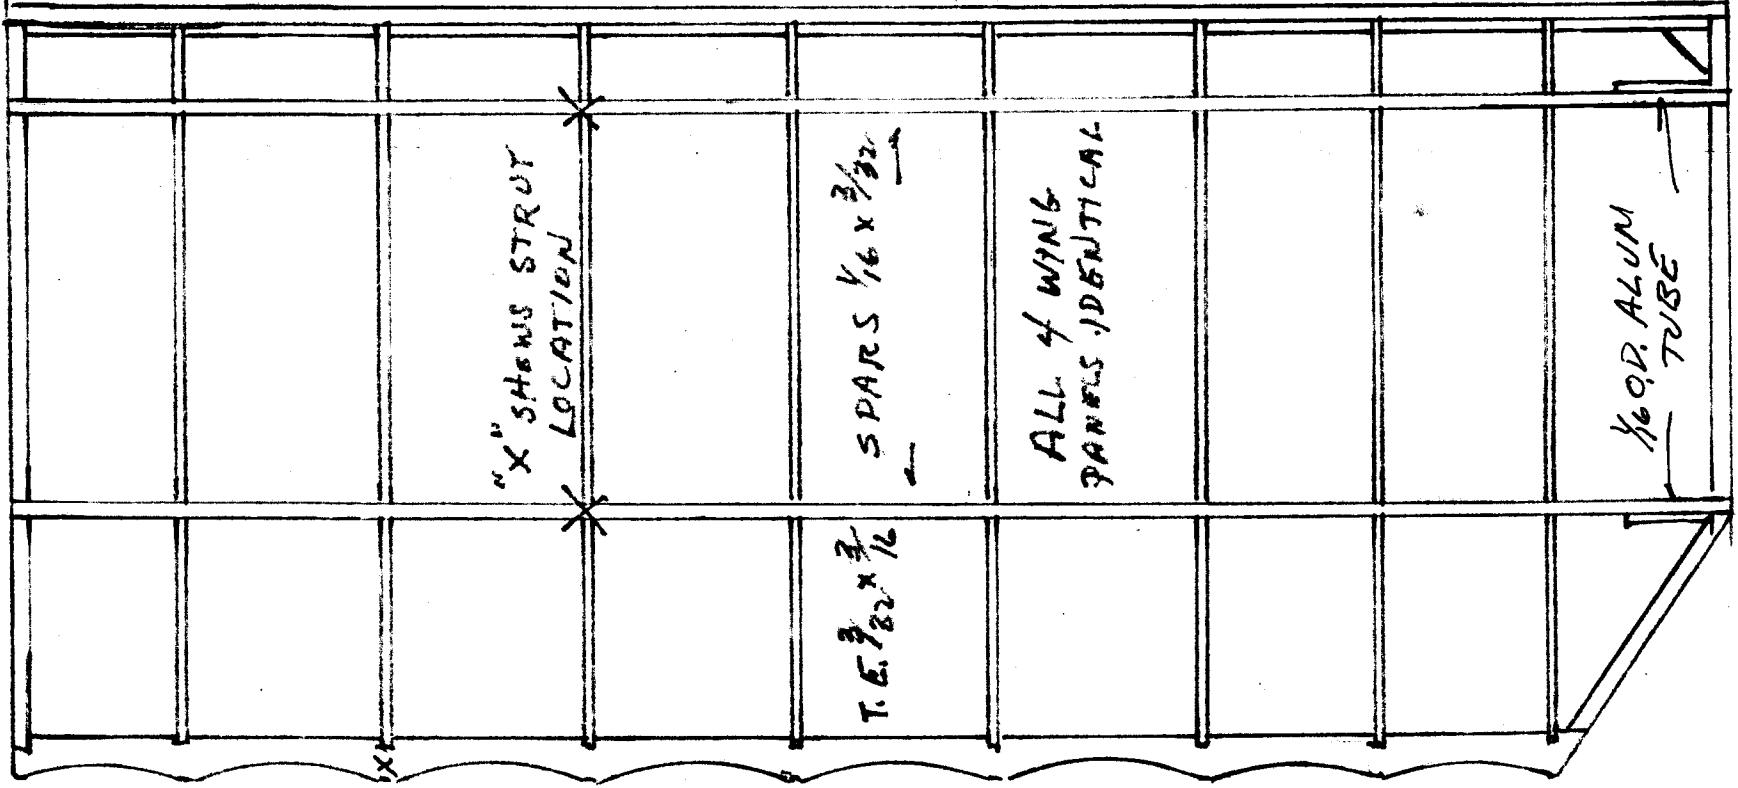 "X" SHOWS STRUT
LOCATION
SPARS 1/16 X 3/32
T.E. 3/32 X 3/16
ALL 4 WING
PANELS IDENTICAL
1/16 O.D. ALUM
TUBE
X